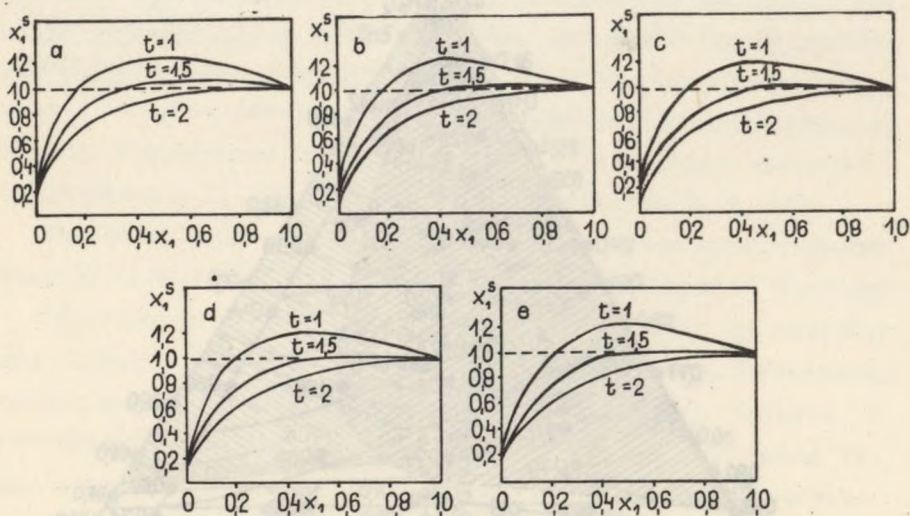 x₁ˢ
a
t=1
t=1,5
t=2
1,2
1,0
0,8
0,6
0,4
0,2
0 0,2 0,4 x₁ 0,6 0,8 1,0
x₁ˢ
b
t=1
t=1,5
t=2
1,2
1,0
0,8
0,6
0,4
0,2
0 0,2 0,4 x₁ 0,6 0,8 1,0
x₁ˢ
c
t=1
t=1,5
t=2
1,2
1,0
0,8
0,6
0,4
0,2
0 0,2 0,4 x₁ 0,6 0,8 1,0
x₁ˢ
d
t=1
t=1,5
t=2
1,2
1,0
0,8
0,6
0,4
0,2
0 0,2 0,4 x₁ 0,6 0,8 1,0
x₁ˢ
e
t=1
t=1,5
t=2
1,2
1,0
0,8
0,6
0,4
0,2
0 0,2 0,4 x₁ 0,6 0,8 1,0